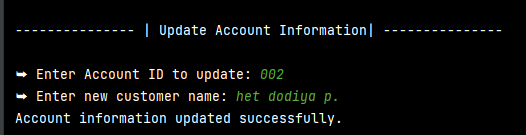 --------------- | Update Account Information| ---------------
➥ Enter Account ID to update: 002
➥ Enter new customer name: het dodiya p.
Account information updated successfully.